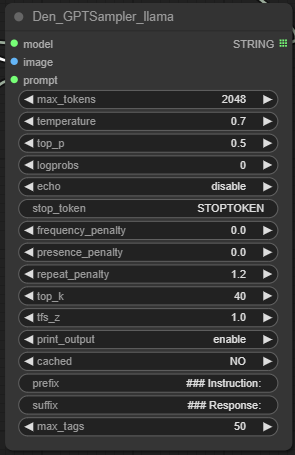 Den_GPTSampler_llama
model STRING
image
prompt
max_tokens 2048
temperature 0.7
top_p 0.5
logprobs 0
echo disable
stop_token STOPTOKEN
frequency_penalty 0.0
presence_penalty 0.0
repeat_penalty 1.2
top_k 40
tfs_z 1.0
print_output enable
cached NO
prefix ### Instruction:
suffix ### Response:
max_tags 50